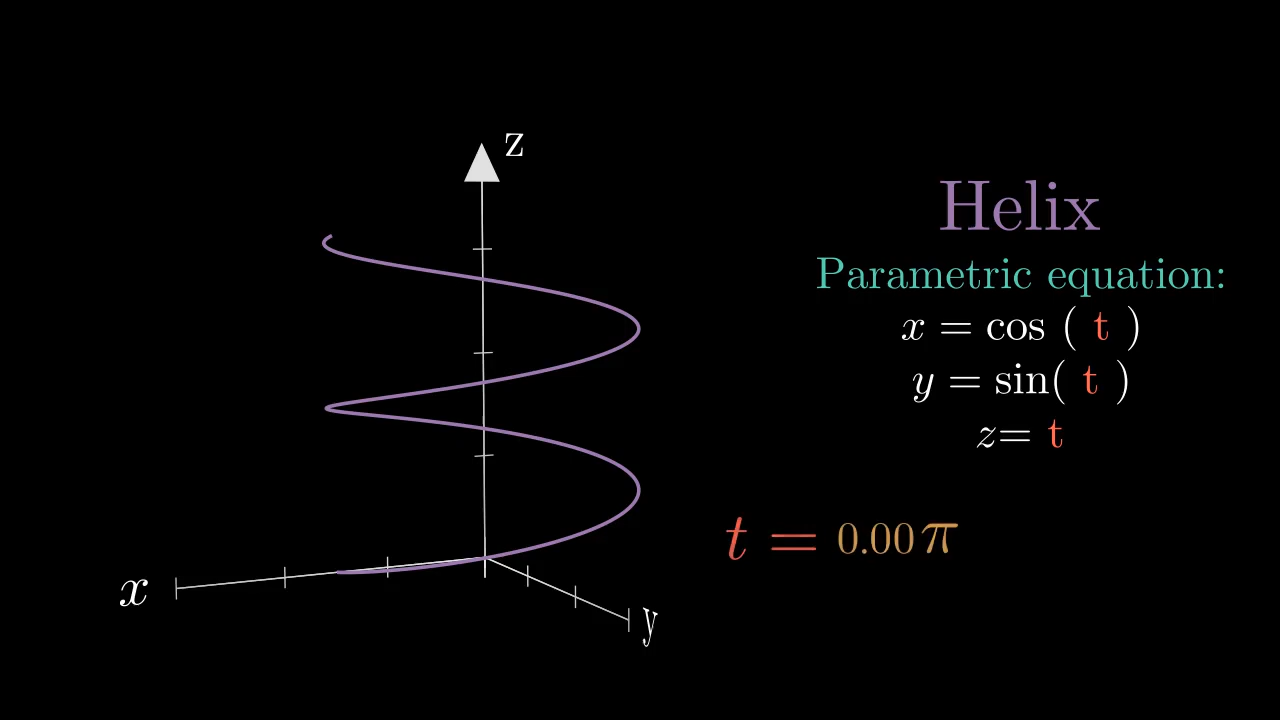 z
Helix
Parametric equation:
x = cos ( t )
y = sin( t )
z= t
t = 0.00π
x
y